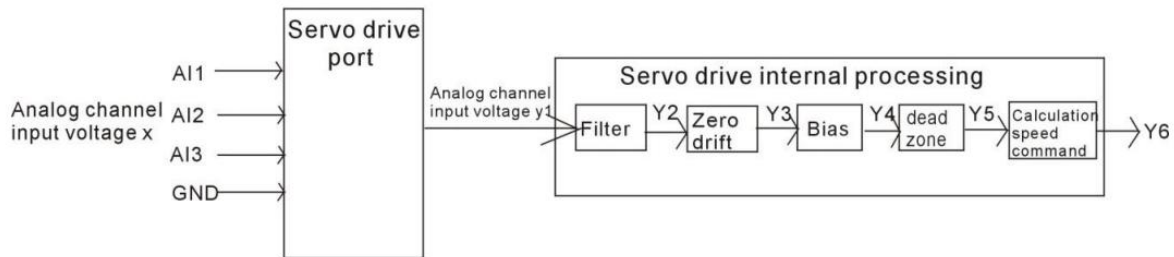 Servo drive
port
AI1
AI2
AI3
GND
Analog channel
input voltage x
Analog channel
input voltage y1
Servo drive internal processing
Filter
Y2
Zero
drift
Y3
Bias
Y4
dead
zone
Y5
Calculation
speed
command
Y6